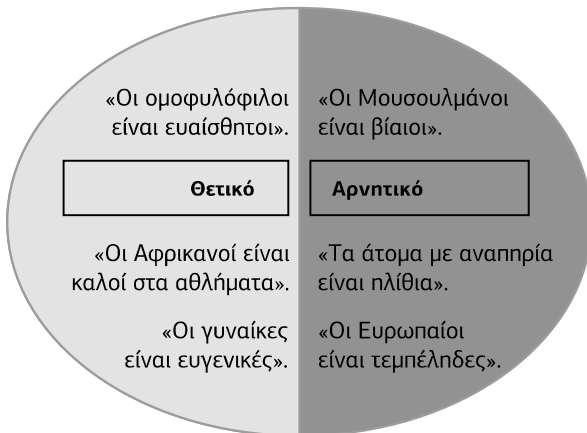 «Οι ομοφυλόφιλοι
είναι ευαίσθητοι».
Θετικό
«Οι Αφρικανοί είναι
καλοί στα αθλήματα».
«Οι γυναίκες
είναι ευγενικές».
«Οι Μουσουλμάνοι
είναι βίαιοι».
Αρνητικό
«Τα άτομα με αναπηρία
είναι ηλίθια».
«Οι Ευρωπαίοι
είναι τεμπέληδες».